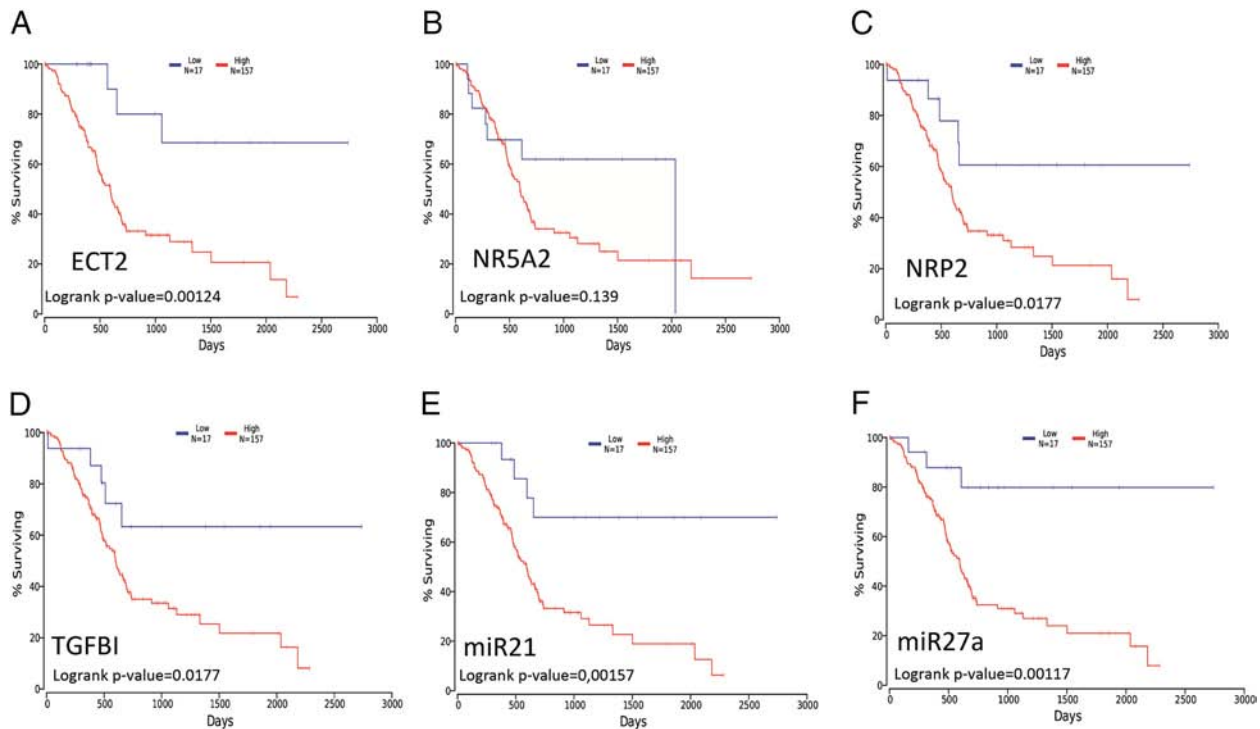 A
Low High
N=17 N=157
100
80
60
40
20
0
% Surviving
ECT2
Logrank p-value=0.00124
0 500 1000 1500 2000 2500 3000
Days
B
Low High
N=17 N=157
100
80
60
40
20
0
% Surviving
NR5A2
Logrank p-value=0.139
0 500 1000 1500 2000 2500 3000
Days
C
Low High
N=17 N=157
100
80
60
40
20
0
% Surviving
NRP2
Logrank p-value=0.0177
0 500 1000 1500 2000 2500 3000
Days
D
Low High
N=17 N=157
100
80
60
40
20
0
% Surviving
TGFBI
Logrank p-value=0.0177
0 500 1000 1500 2000 2500 3000
Days
E
Low High
N=17 N=157
100
80
60
40
20
0
% Surviving
miR21
Logrank p-value=0,00157
0 500 1000 1500 2000 2500 3000
Days
F
Low High
N=17 N=157
100
80
60
40
20
0
% Surviving
miR27a
Logrank p-value=0.00117
0 500 1000 1500 2000 2500 3000
Days